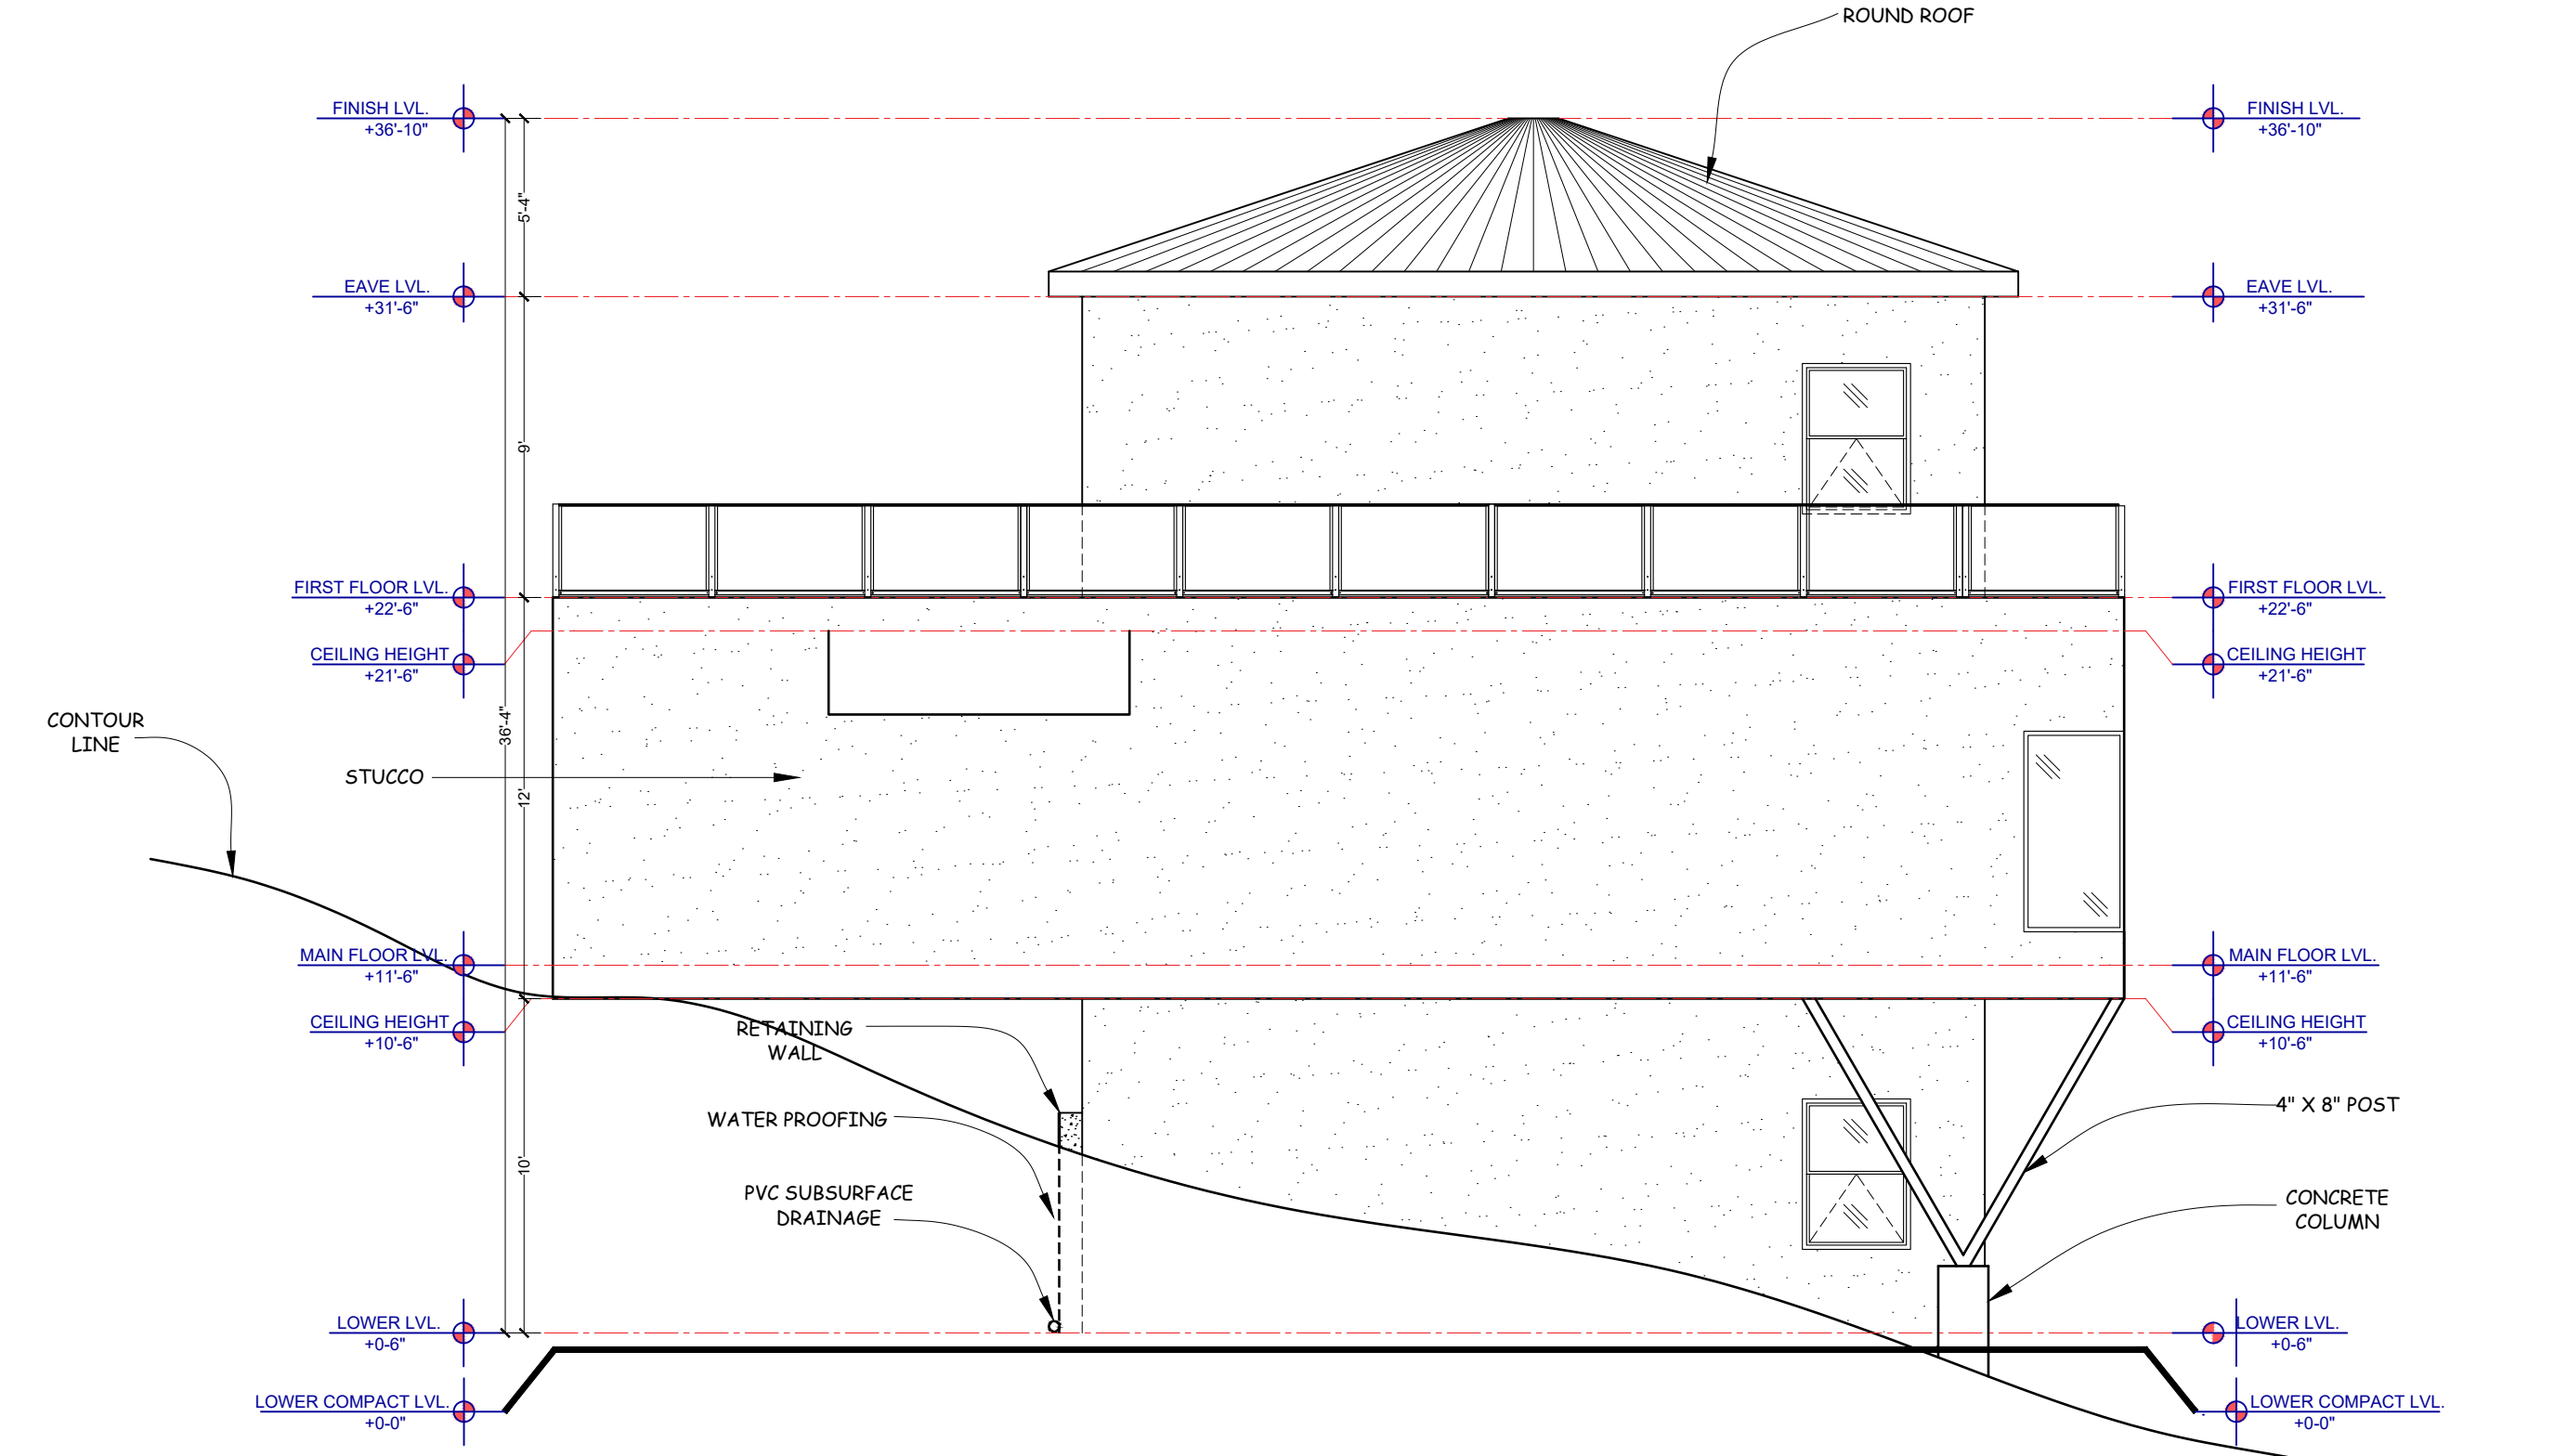 ROUND ROOF
FINISH LVL.
+36'-10"
FINISH LVL.
+36'-10"
5'-4"
EAVE LVL.
+31'-6"
EAVE LVL.
+31'-6"
9'
FIRST FLOOR LVL.
+22'-6"
FIRST FLOOR LVL.
+22'-6"
CEILING HEIGHT
+21'-6"
CEILING HEIGHT
+21'-6"
CONTOUR
LINE
36'-4"
STUCCO
12'
MAIN FLOOR LVL.
+11'-6"
MAIN FLOOR LVL.
+11'-6"
CEILING HEIGHT
+10'-6"
RETAINING
WALL
CEILING HEIGHT
+10'-6"
WATER PROOFING
4" X 8" POST
10'
PVC SUBSURFACE
DRAINAGE
CONCRETE
COLUMN
LOWER LVL.
+0-6"
LOWER LVL.
+0-6"
LOWER COMPACT LVL.
+0-0"
LOWER COMPACT LVL.
+0-0"